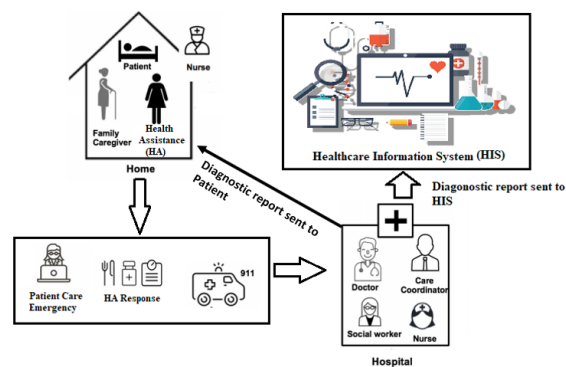 Patient
Nurse
Family
Caregiver
Health
Assistance
(HA)
Home
Healthcare Information System (HIS)
Diagnostic report sent to
Patient
Diagonostic report sent to
HIS
Patient Care
Emergency
HA Response
911
Doctor
Care
Coordinator
Social worker
Nurse
Hospital